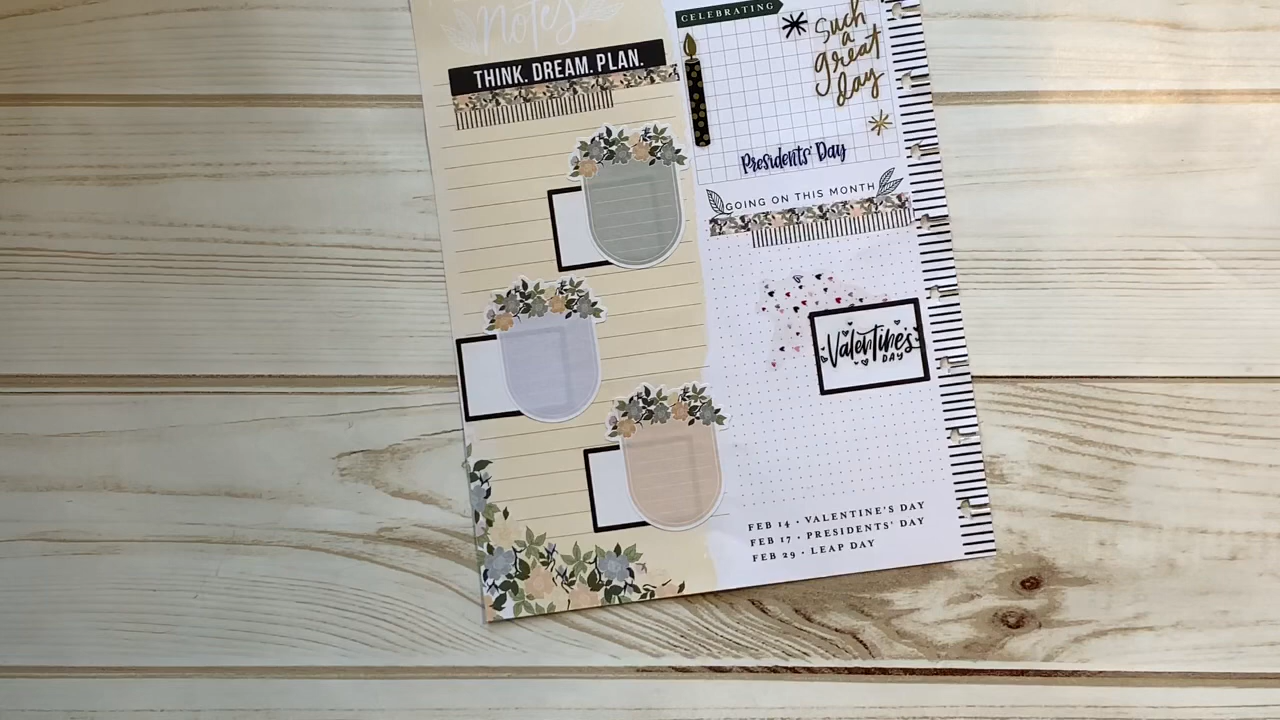 Notes
THINK. DREAM. PLAN.
CELEBRATING
Such
a
great
day
Presidents' Day
GOING ON THIS MONTH
Valentine's
DAY
FEB 14 • VALENTINE'S DAY
FEB 17 • PRESIDENTS' DAY
FEB 29 • LEAP DAY